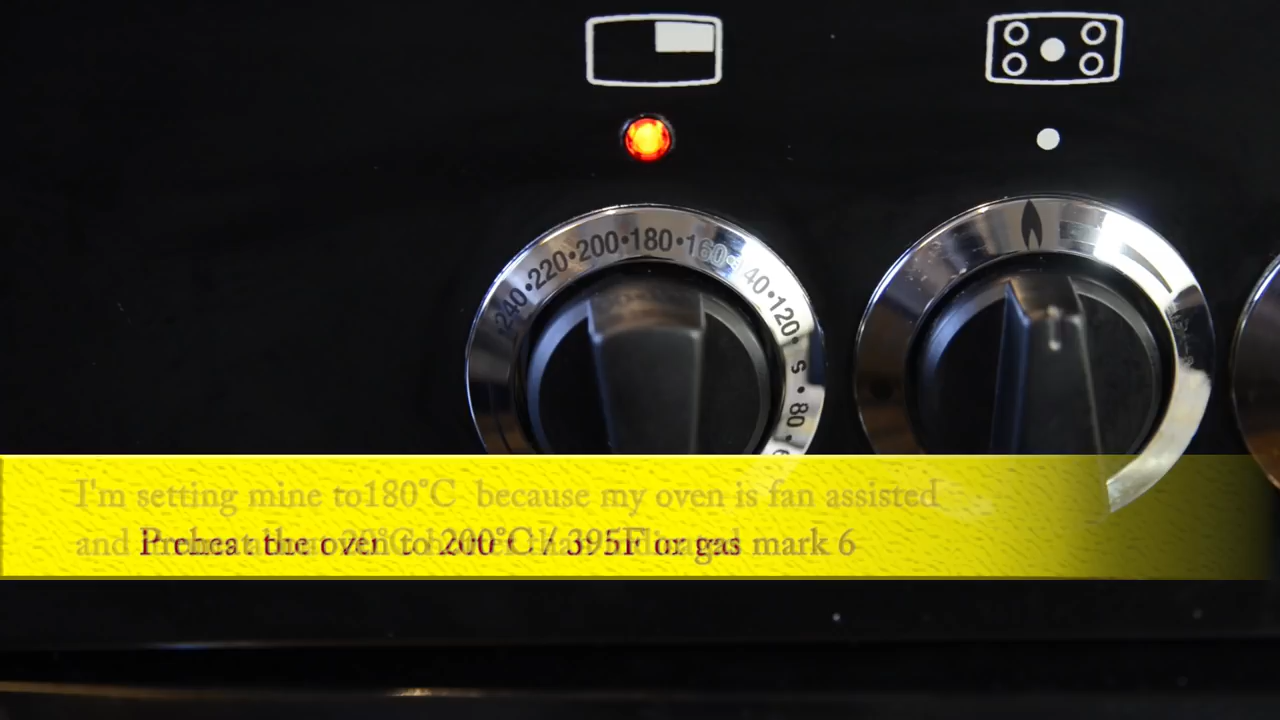 240•220•200•180•160•140•120•S•80•
I'm setting mine to180°C because my oven is fan assisted
and
Preheat the oven to 200°C / 395F or gas mark 6